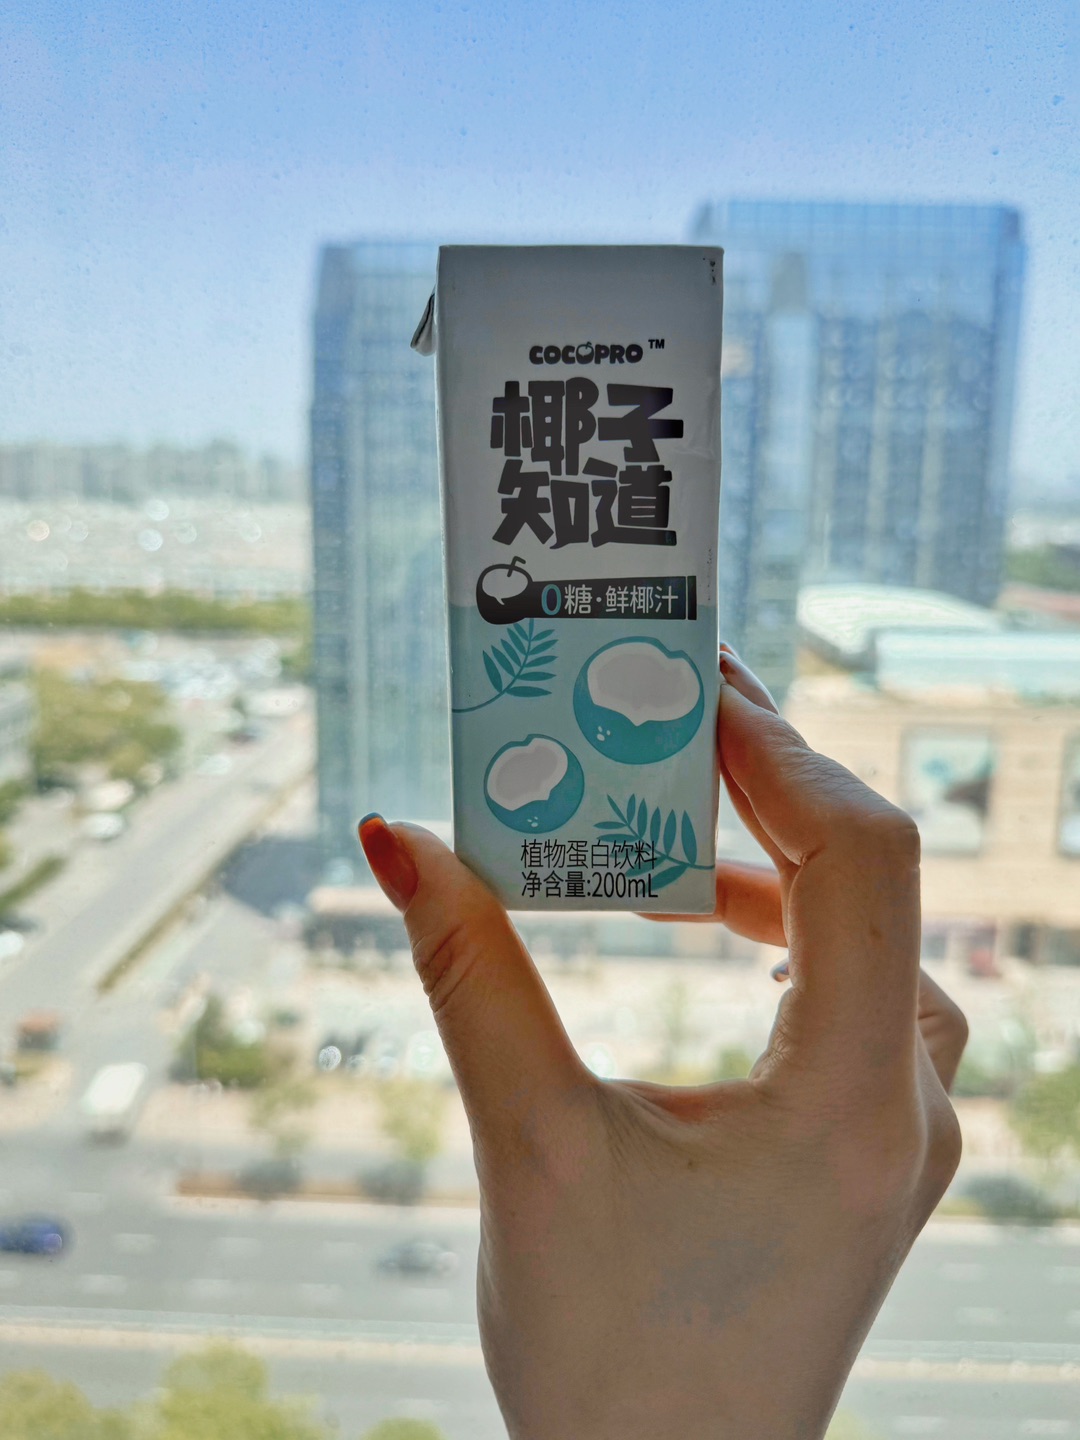 COCOPRO™
椰子
知道
0糖·鲜椰汁
植物蛋白饮料
净含量:200mL